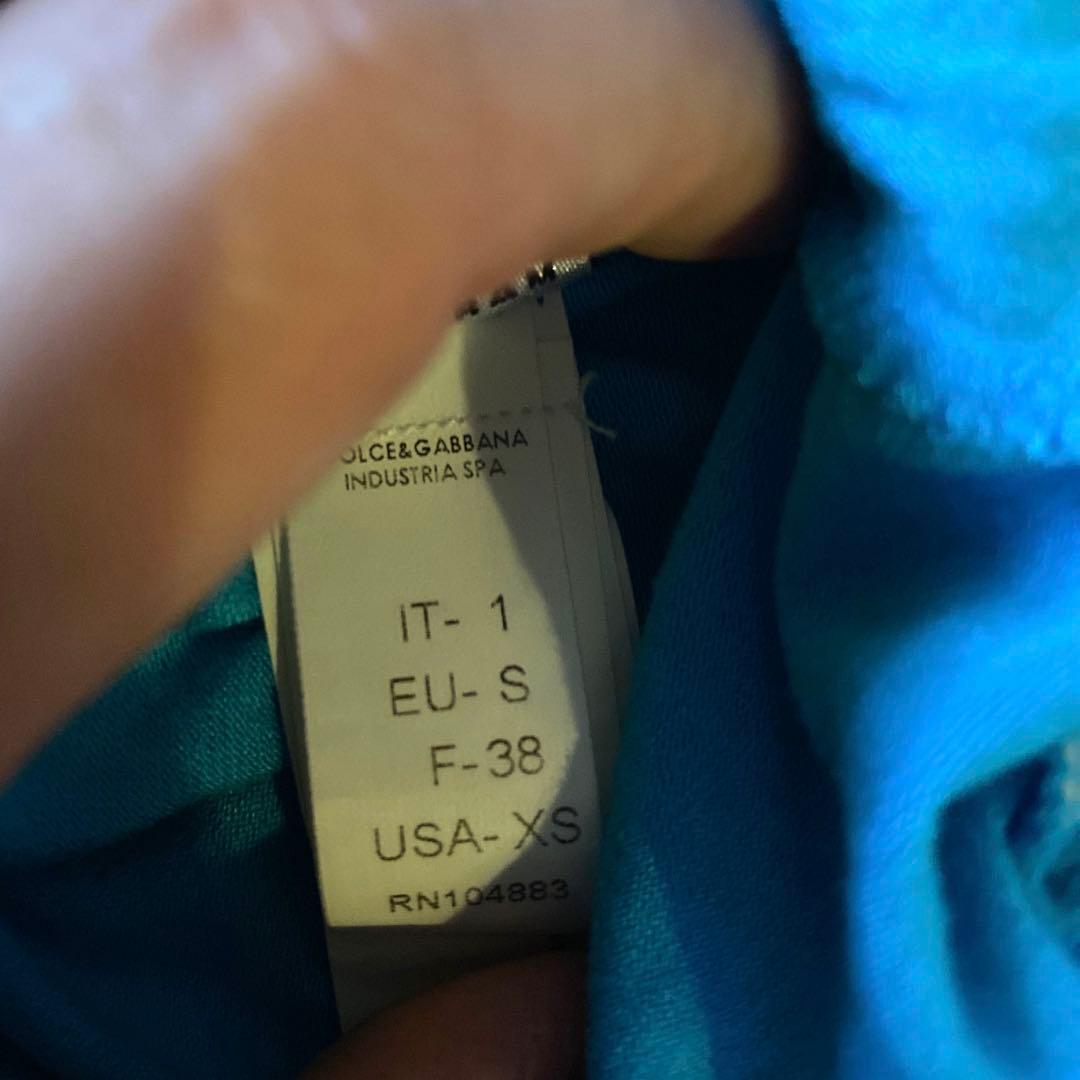 OLCE&GABBANA
INDUSTRIA SPA
IT- 1
EU- S
F-38
USA- XS
RN104883